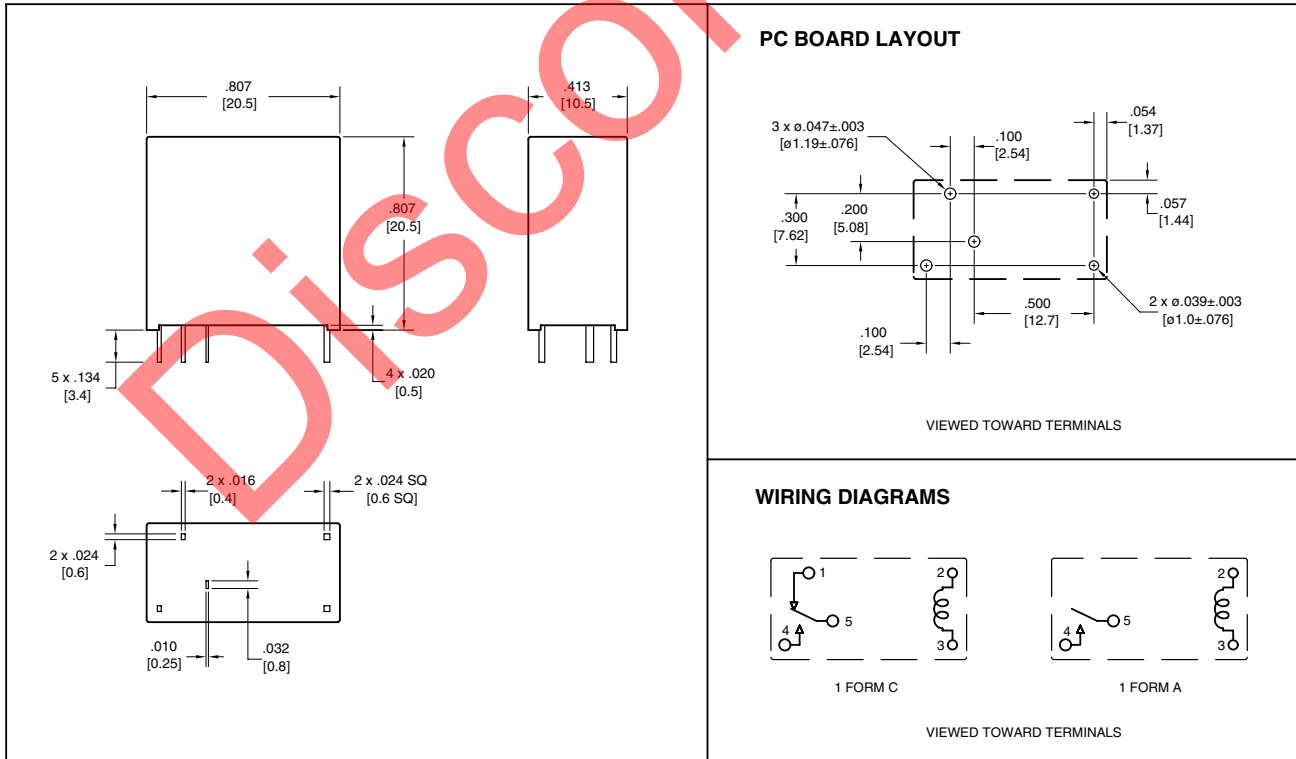 .807
[20.5]
.413
[10.5]
.807
[20.5]
5 x .134
[3.4]
4 x .020
[0.5]
2 x .016
[0.4]
2 x .024 SQ
[0.6 SQ]
2 x .024
[0.6]
.010
[0.25]
.032
[0.8]
PC BOARD LAYOUT
3 x ø.047±.003
[ø1.19±.076]
.100
[2.54]
.054
[1.37]
.300
[7.62]
.200
[5.08]
.057
[1.44]
.500
[12.7]
2 x ø.039±.003
[ø1.0±.076]
.100
[2.54]
VIEWED TOWARD TERMINALS
WIRING DIAGRAMS
1
2
5
4
3
1 FORM C
2
5
4
3
1 FORM A
VIEWED TOWARD TERMINALS